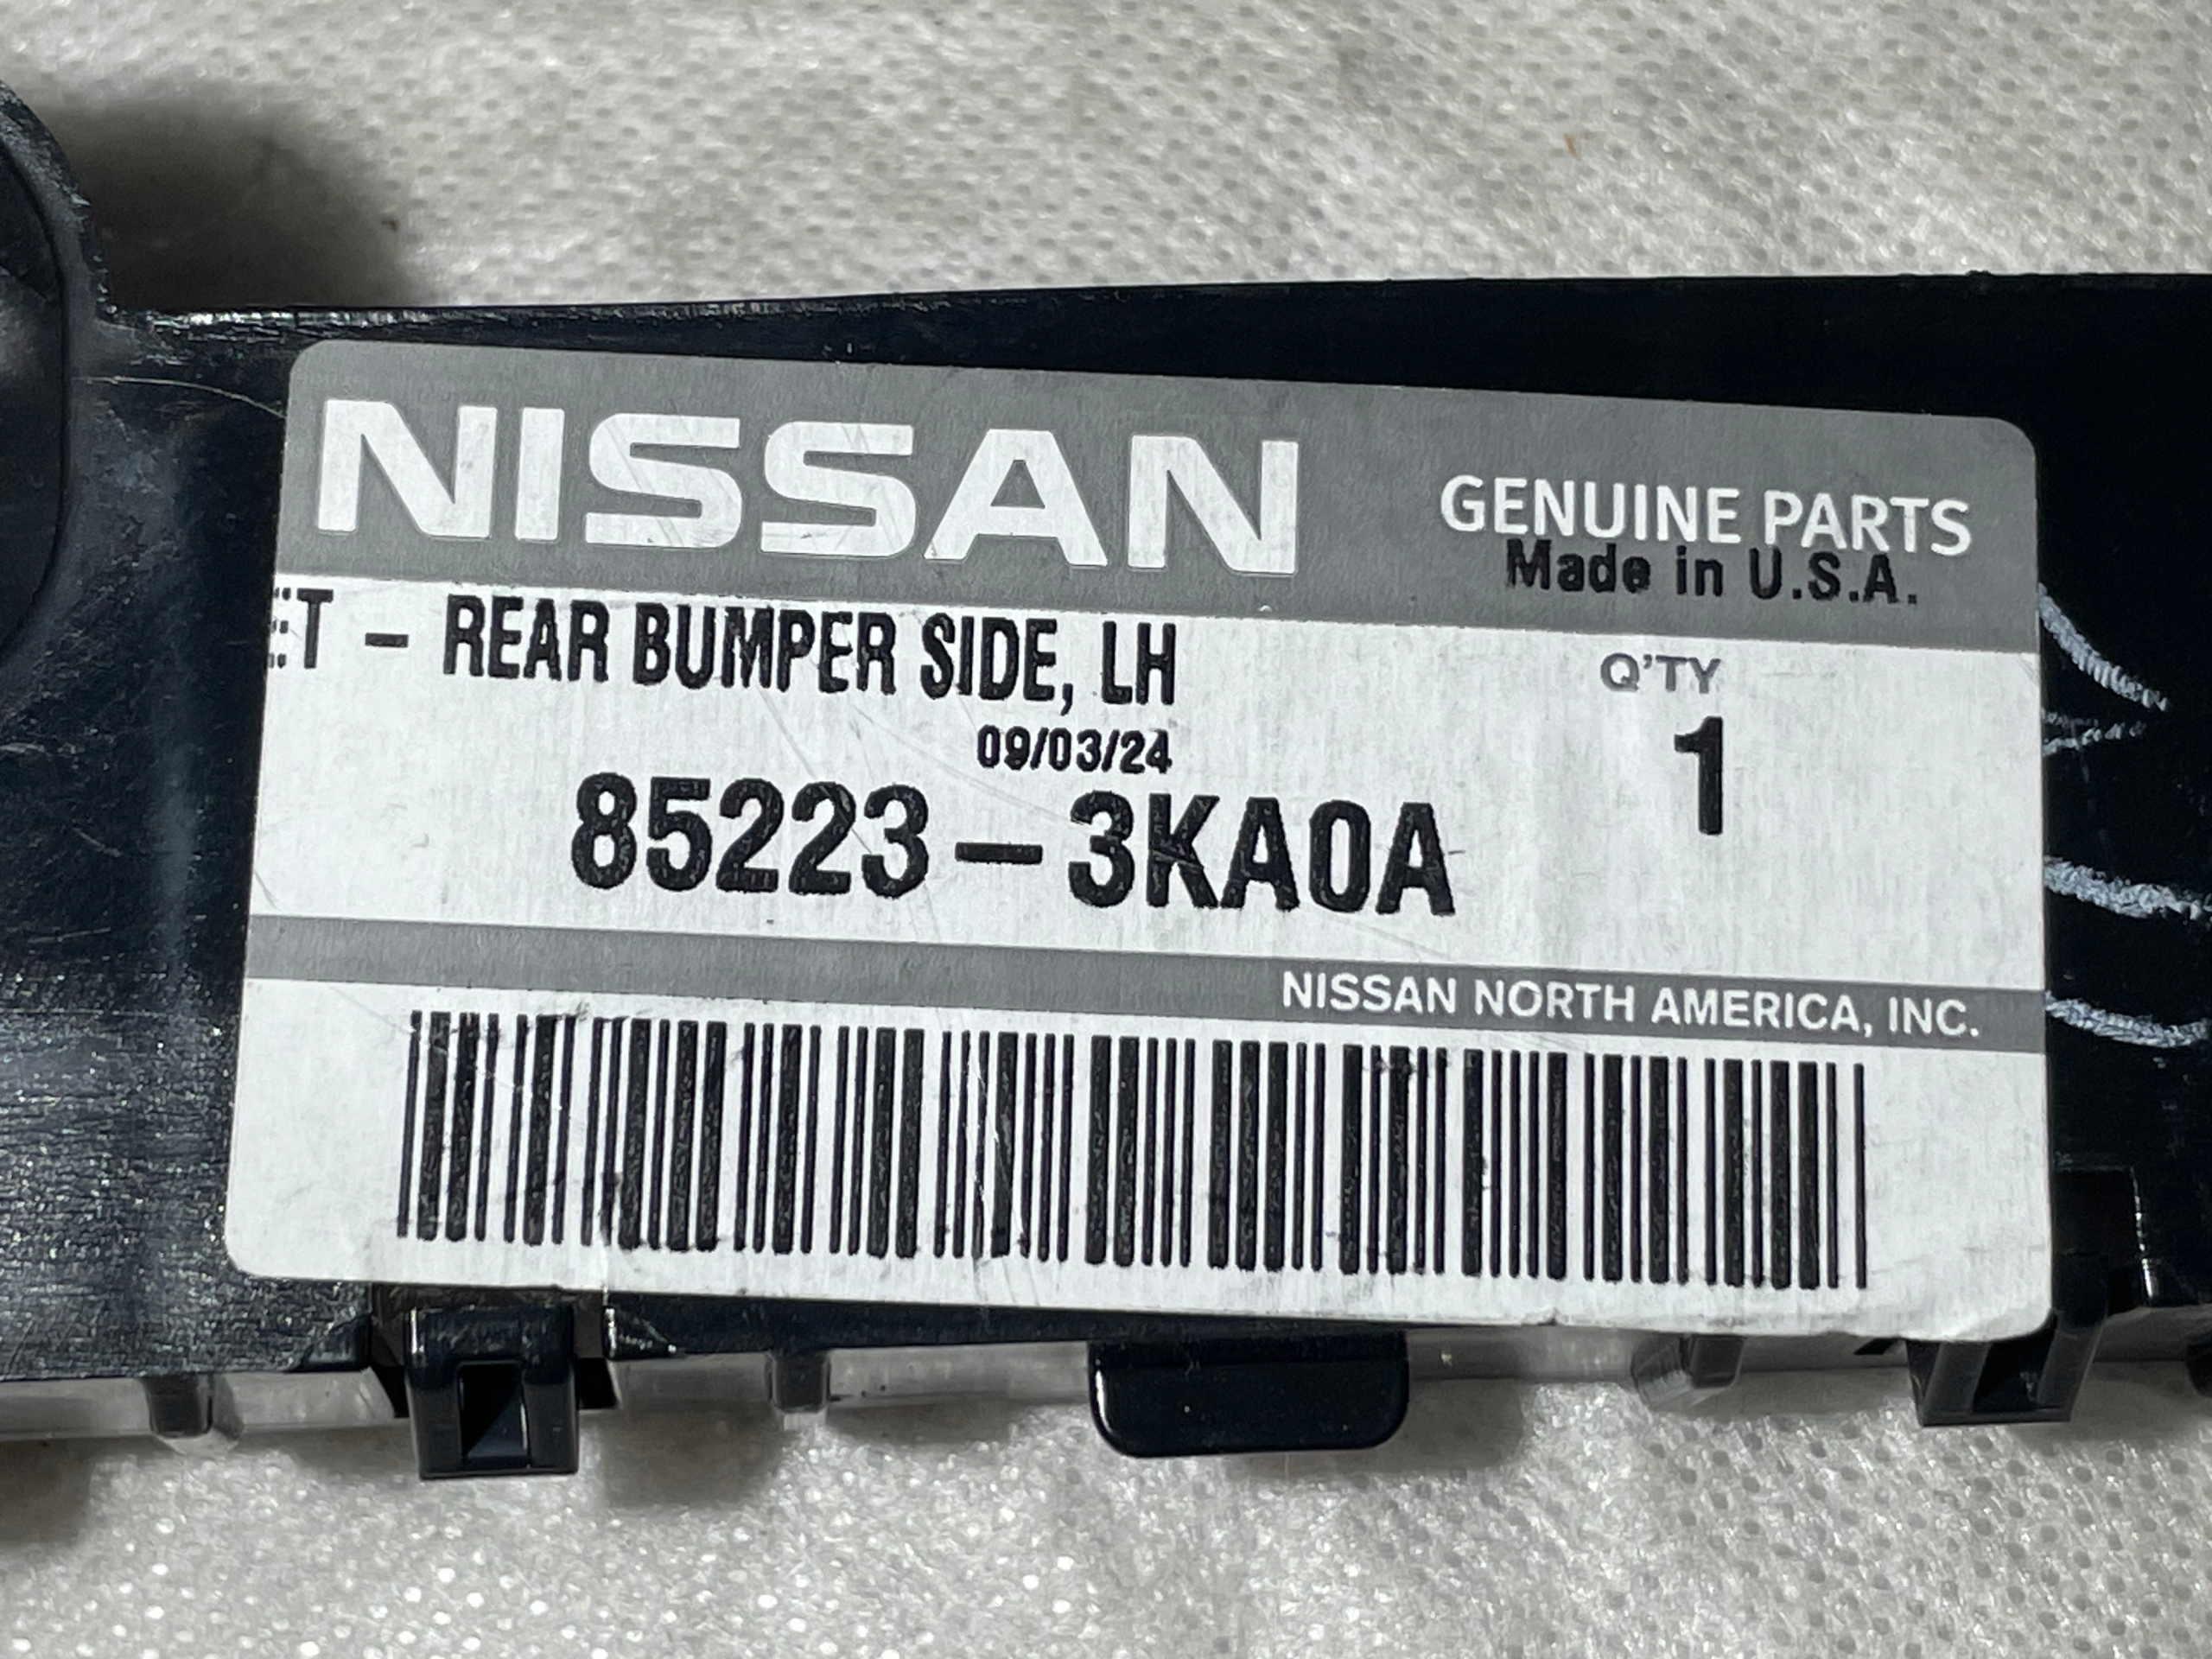 NISSAN
GENUINE PARTS
Made in U.S.A.
ET - REAR BUMPER SIDE, LH
Q'TY
1
09/03/24
85223-3KA0A
NISSAN NORTH AMERICA, INC.